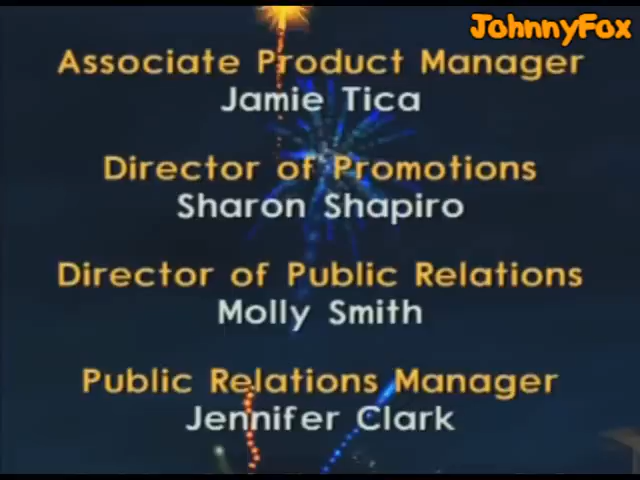 JohnnyFox
Associate Product Manager
Jamie Tica
Director of Promotions
Sharon Shapiro
Director of Public Relations
Molly Smith
Public Relations Manager
Jennifer Clark